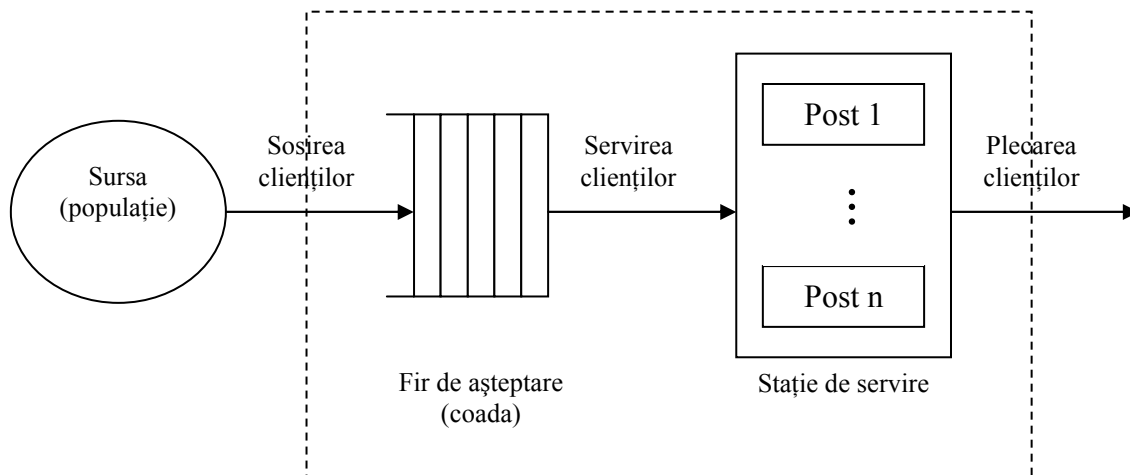 Sursa
(populație)
Sosirea
clienților
Fir de așteptare
(coada)
Servirea
clienților
Post 1
Post n
Stație de servire
Plecarea
clienților